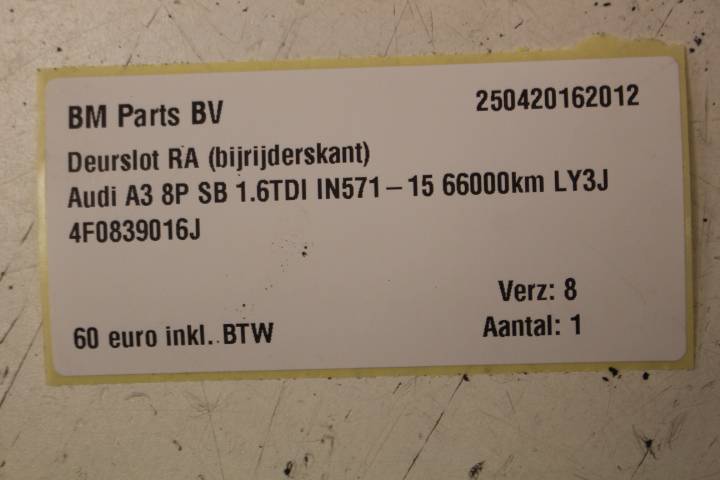 BM Parts BV 250420162012
Deurslot RA (bijrijderskant)
Audi A3 8P SB 1.6TDI IN571-15 66000km LY3J
4F0839016J
Verz: 8
60 euro inkl. BTW Aantal: 1